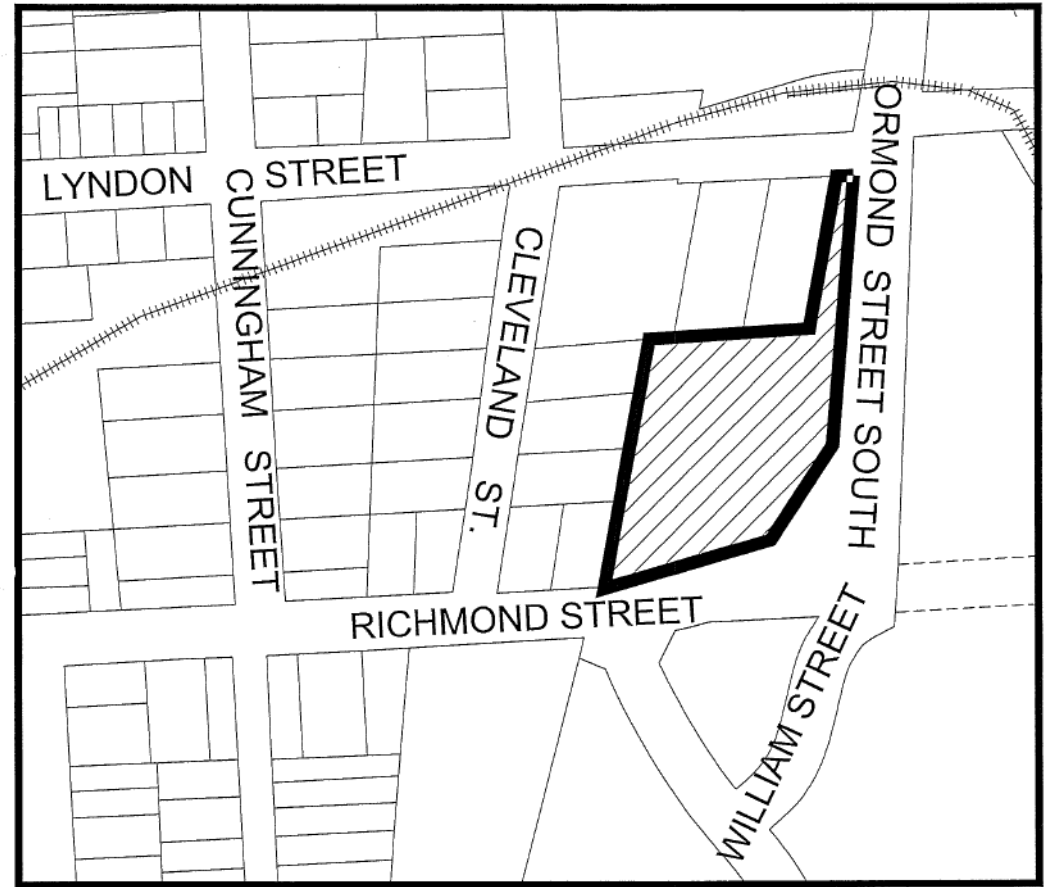 LYNDON STREET
CUNNINGHAM STREET
CLEVELAND ST.
ORMOND STREET SOUTH
RICHMOND STREET
WILLIAM STREET